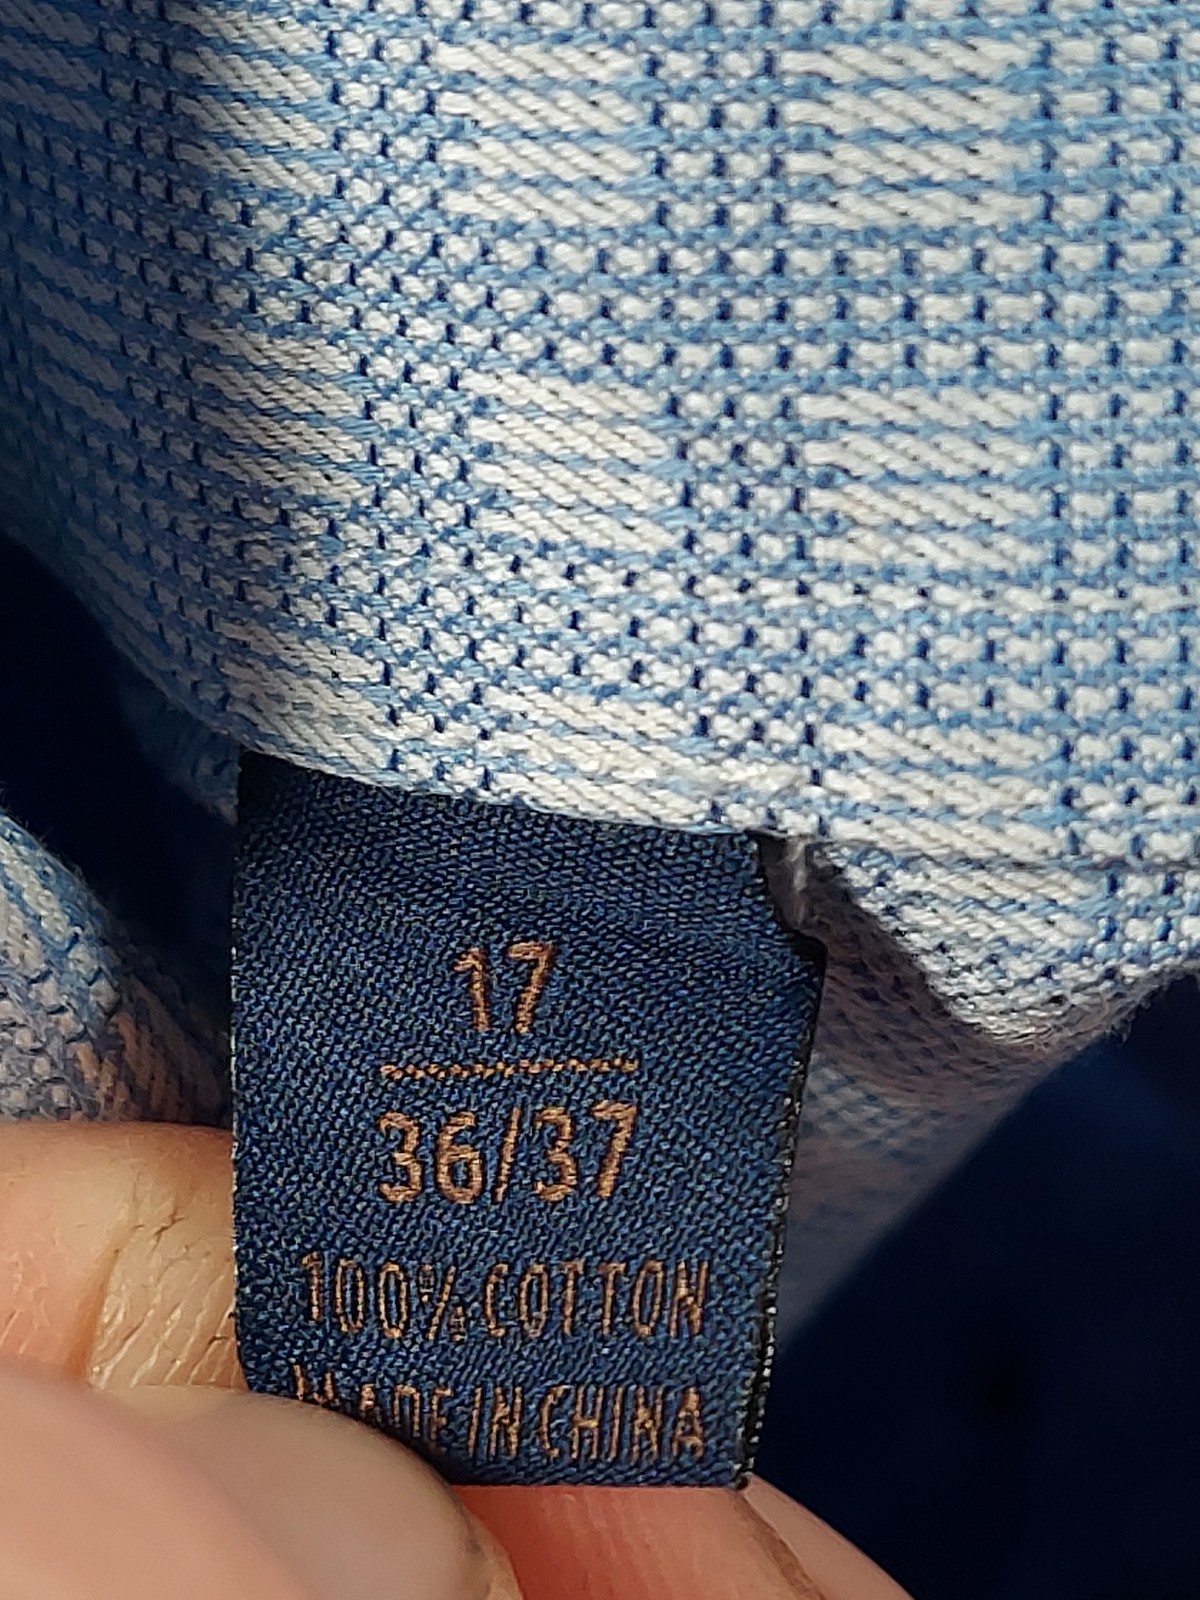 17
36/37
100% COTTON
MADE IN CHINA